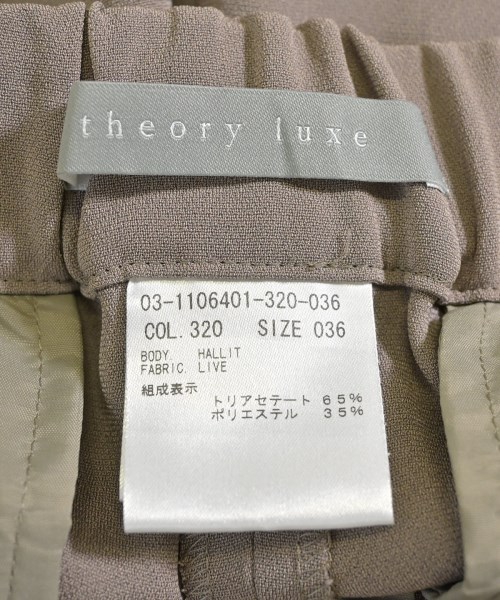 theory luxe
03-1106401-320-036
COL. 320 SIZE 036
BODY. HALLIT
FABRIC. LIVE
組成表示
トリアセテート 65%
ポリエステル 35%